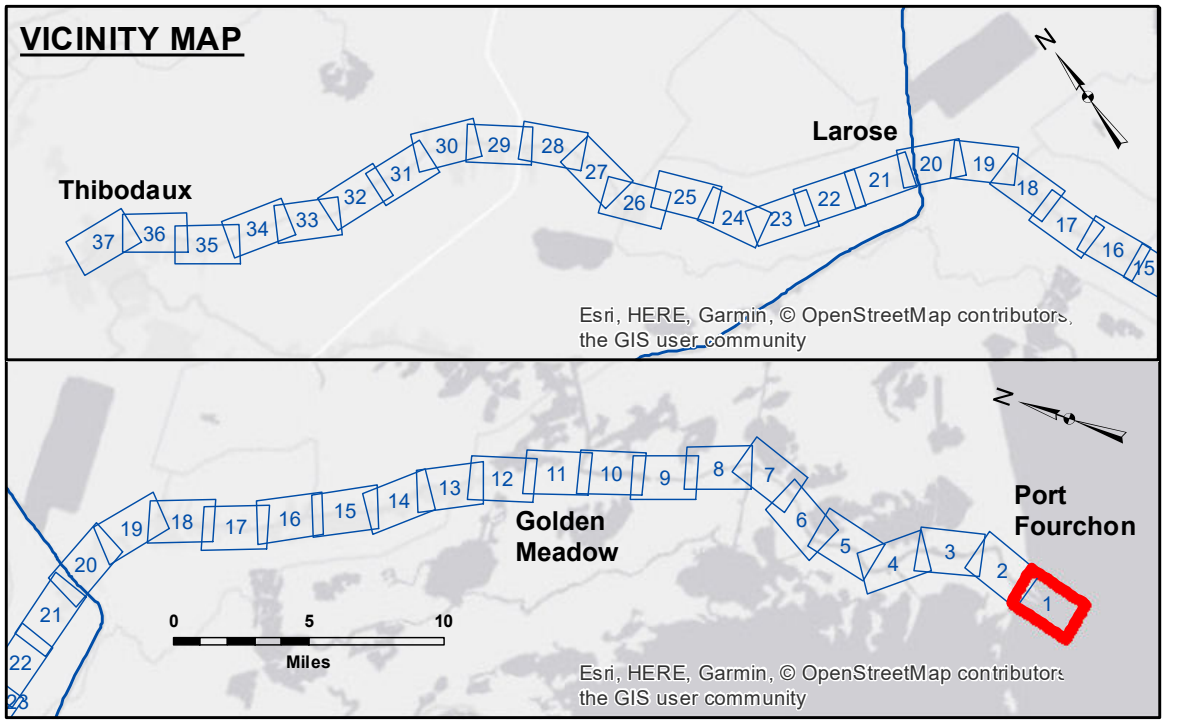 VICINITY MAP
N
Larose
Thibodaux
37 36 35 34 33 32 31 30 29 28 27 26 25 24 23 22 21 20 19 18 17 16 15
Esri, HERE, Garmin, © OpenStreetMap contributors,
the GIS user community
N
Port
Fourchon
Golden
Meadow
23 22 21 20 19 18 17 16 15 14 13 12 11 10 9 8 7 6 5 4 3 2 1
0 5 10
Miles
Esri, HERE, Garmin, © OpenStreetMap contributors
the GIS user community